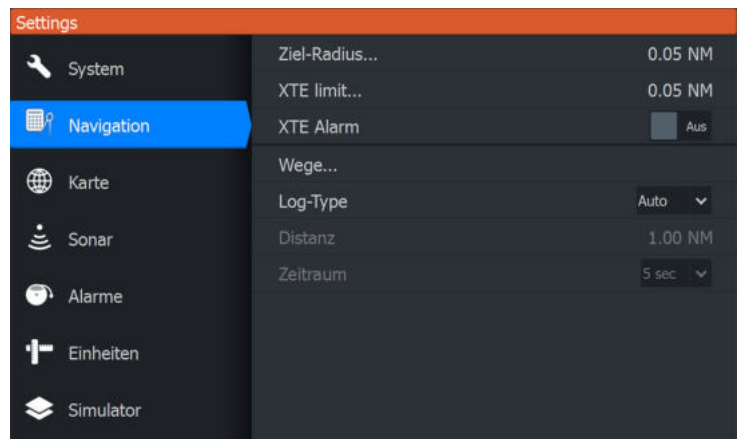 Settings
System
Navigation
Karte
Sonar
Alarme
Einheiten
Simulator
Ziel-Radius... 0.05 NM
XTE limit... 0.05 NM
XTE Alarm Aus
Wege...
Log-Type Auto
Distanz 1.00 NM
Zeitraum 5 sec